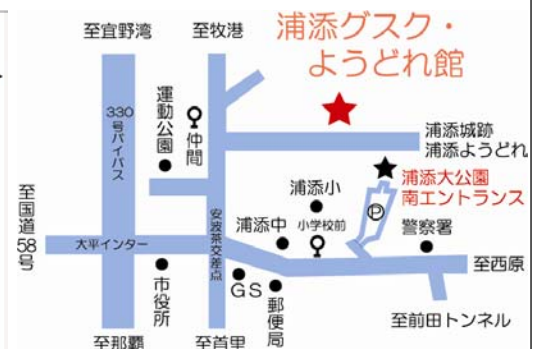 浦添グスク・
ようどれ館
至宜野湾
至牧港
330
号バイパス
運動公園
仲間
浦添城跡
浦添ようどれ
浦添大公園
南エントランス
浦添小
P
小学校前
浦添中
警察署
至国道58号
大平インター
安波茶交差点
至西原
市役所
GS
郵便局
至前田トンネル
至那覇
至首里